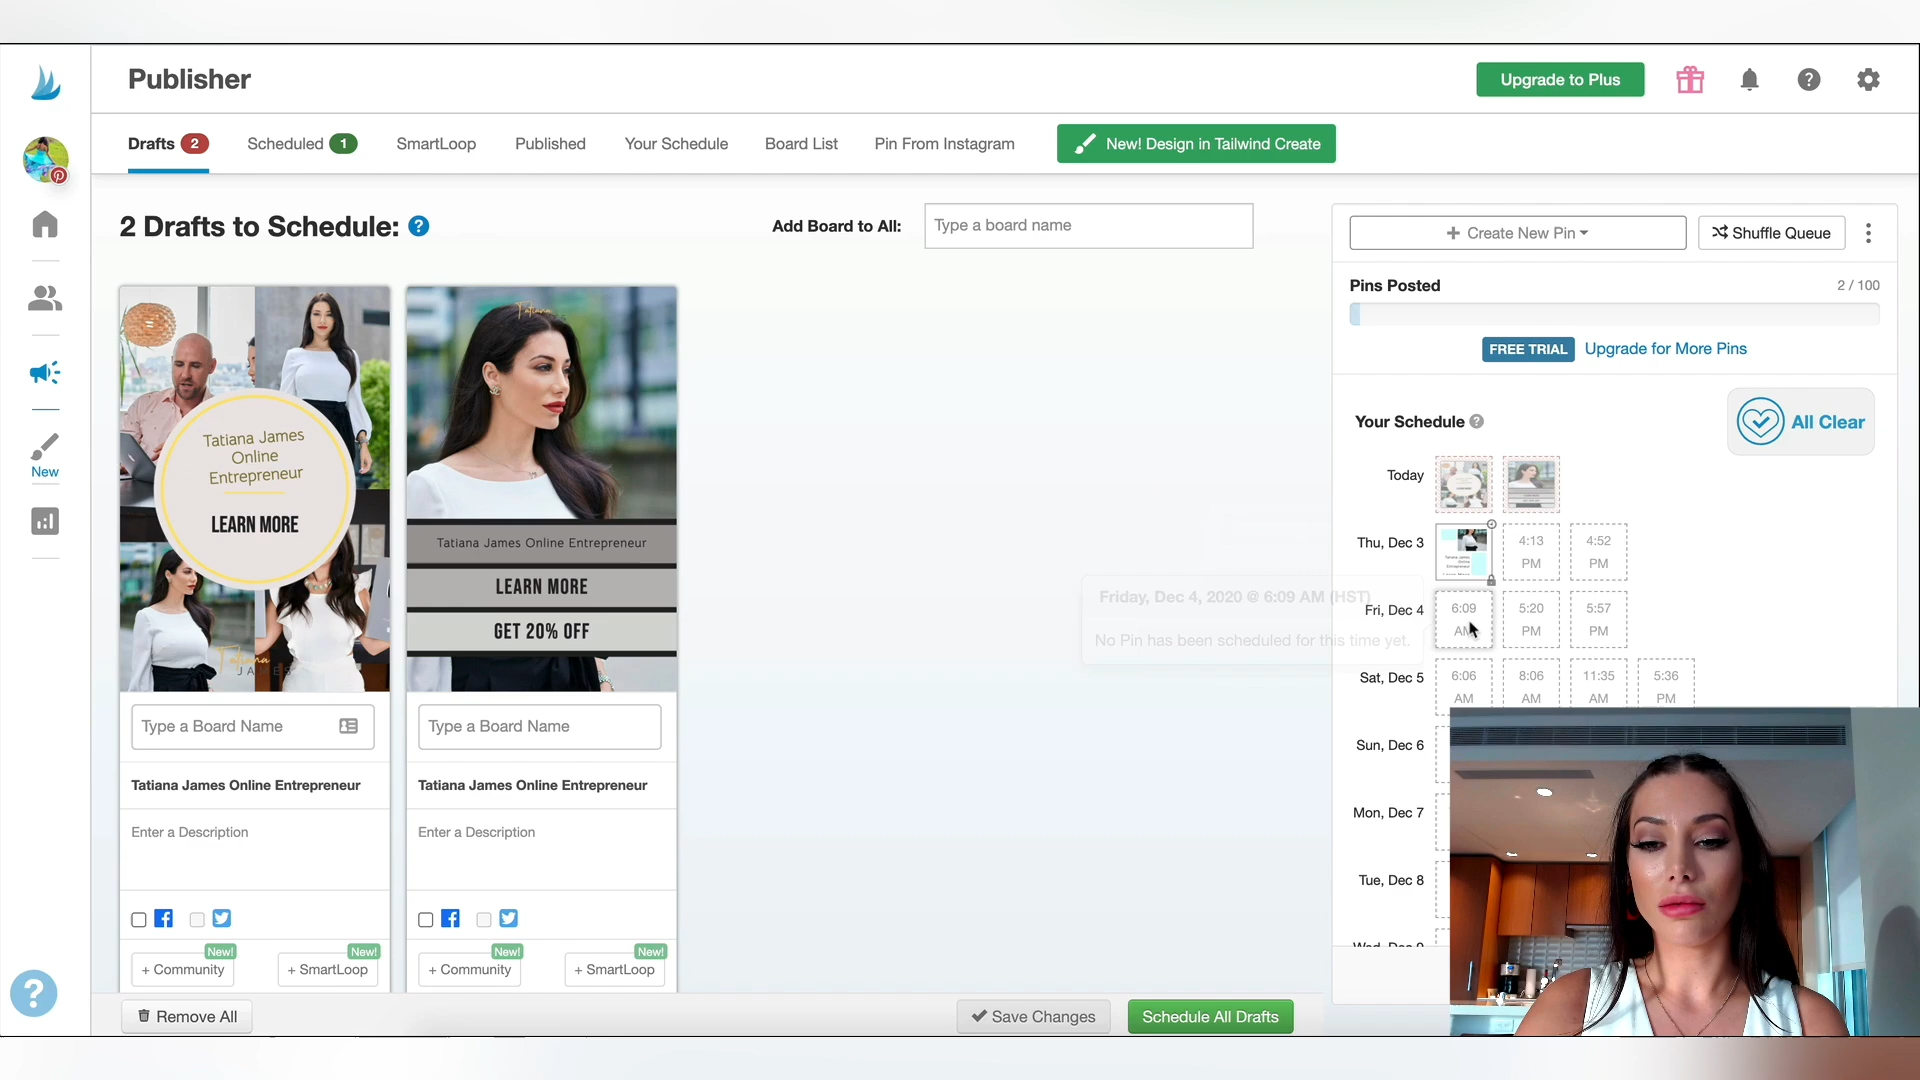 Publisher
Upgrade to Plus
Drafts 2
Scheduled 1
SmartLoop
Published
Your Schedule
Board List
Pin From Instagram
New! Design in Tailwind Create
New
2 Drafts to Schedule:
Add Board to All:
Type a board name
Tatiana James
Online
Entrepreneur
LEARN MORE
Tatiana
JAMES
Type a Board Name
Tatiana James Online Entrepreneur
Enter a Description
New!
+ Community
New!
+ SmartLoop
Tatiana
Tatiana James Online Entrepreneur
LEARN MORE
GET 20% OFF
Type a Board Name
Tatiana James Online Entrepreneur
Enter a Description
New!
+ Community
New!
+ SmartLoop
Remove All
Save Changes
Schedule All Drafts
+ Create New Pin
Shuffle Queue
Pins Posted
2 / 100
FREE TRIAL
Upgrade for More Pins
Your Schedule
All Clear
Today
Thu, Dec 3
4:13
PM
4:52
PM
Friday, Dec 4, 2020 @ 6:09 AM (HST)
No Pin has been scheduled for this time yet.
Fri, Dec 4
6:09
AM
5:20
PM
5:57
PM
Sat, Dec 5
6:06
AM
8:06
AM
11:35
AM
5:36
PM
Sun, Dec 6
Mon, Dec 7
Tue, Dec 8